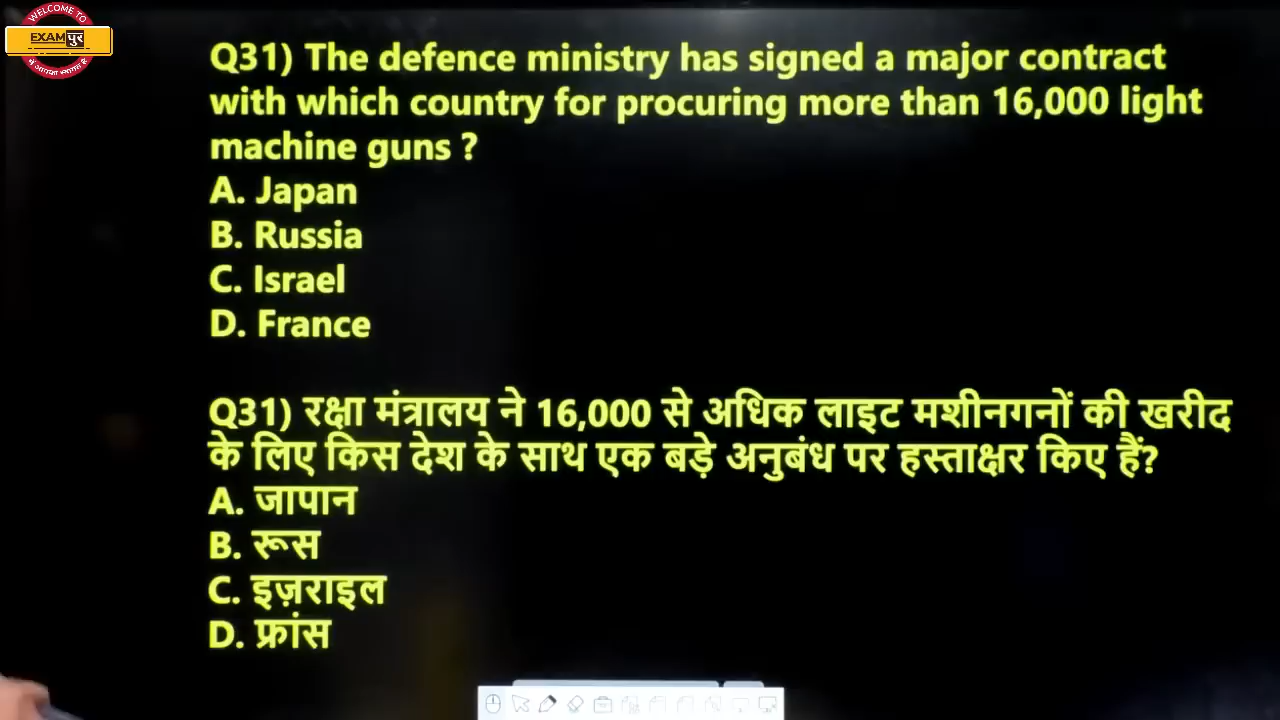 WELCOME TO
EXAMपुर
Q31) The defence ministry has signed a major contract
with which country for procuring more than 16,000 light
machine guns ?
A. Japan
B. Russia
C. Israel
D. France
Q31) रक्षा मंत्रालय ने 16,000 से अधिक लाइट मशीनगनों की खरीद
के लिए किस देश के साथ एक बड़े अनुबंध पर हस्ताक्षर किए हैं?
A. जापान
B. रूस
C. इज़राइल
D. फ्रांस